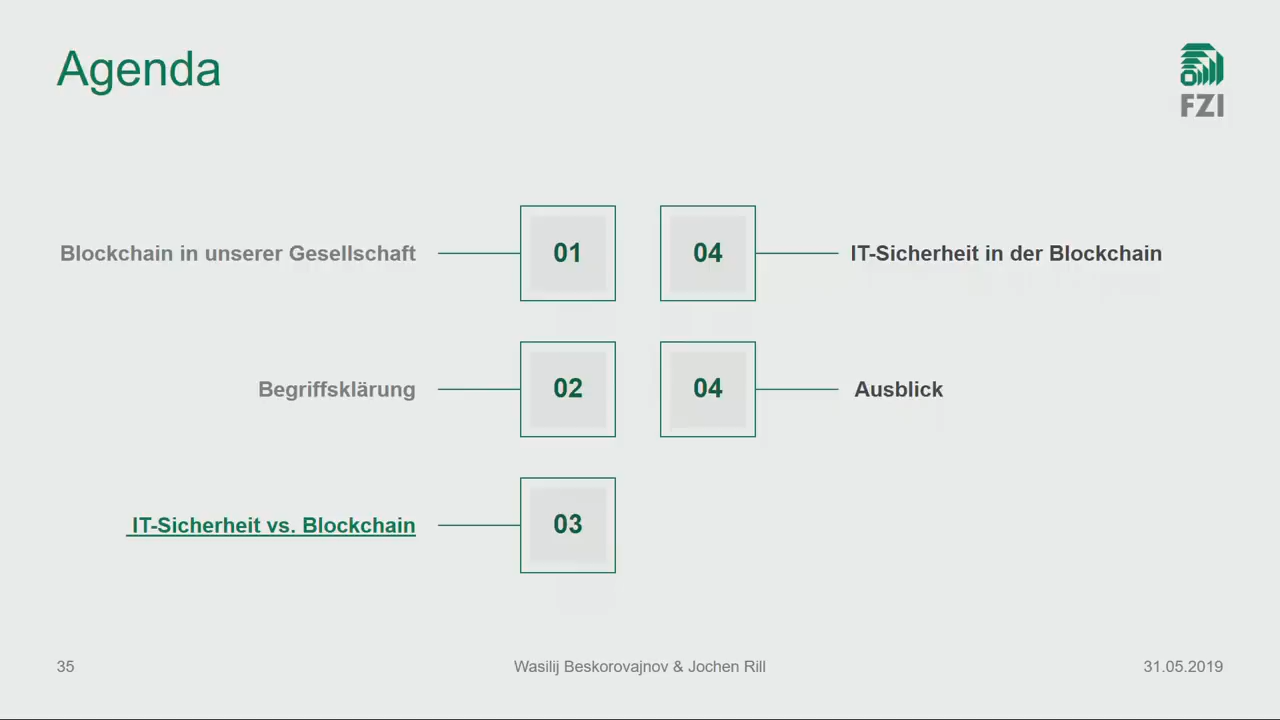 Agenda
FZI
Blockchain in unserer Gesellschaft
01
04
IT-Sicherheit in der Blockchain
Begriffsklärung
02
04
Ausblick
IT-Sicherheit vs. Blockchain
03
35
Wasilij Beskorovajnov & Jochen Rill
31.05.2019